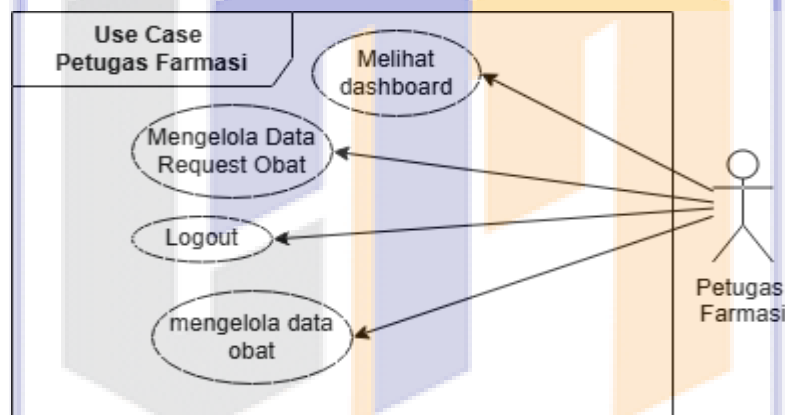 Use Case
Petugas Farmasi
Melihat
dashboard
Mengelola Data
Request Obat
Logout
mengelola data
obat
Petugas
Farmasi